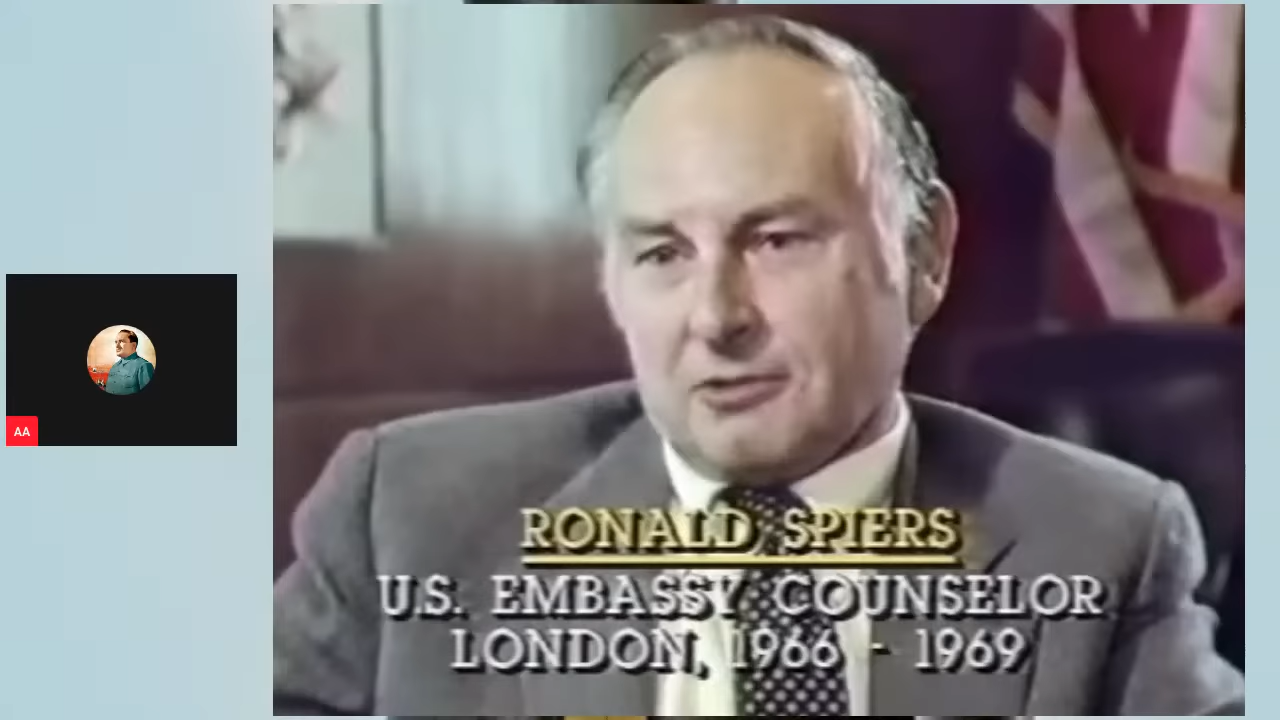 AA
RONALD SPIERS
U.S. EMBASSY COUNSELOR
LONDON, 1966 - 1969